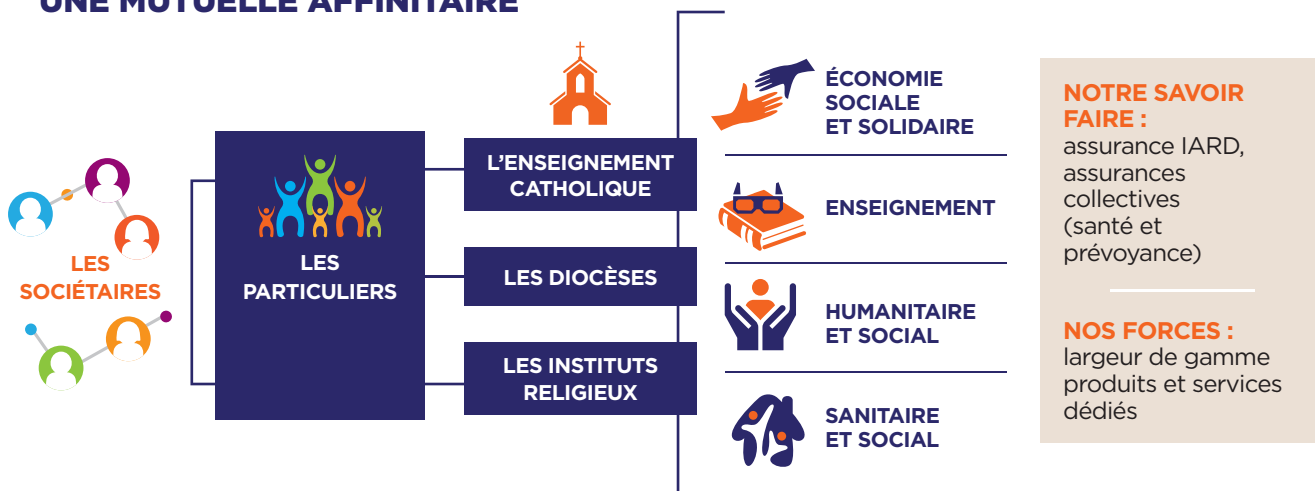 UNE MUTUELLE AFFINITAIRE
LES
SOCIÉTAIRES
LES
PARTICULIERS
L'ENSEIGNEMENT
CATHOLIQUE
LES DIOCÈSES
LES INSTITUTS
RELIGIEUX
ÉCONOMIE
SOCIALE
ET SOLIDAIRE
ENSEIGNEMENT
HUMANITAIRE
ET SOCIAL
SANITAIRE
ET SOCIAL
NOTRE SAVOIR
FAIRE :
assurance IARD,
assurances
collectives
(santé et
prévoyance)
NOS FORCES :
largeur de gamme
produits et services
dédiés